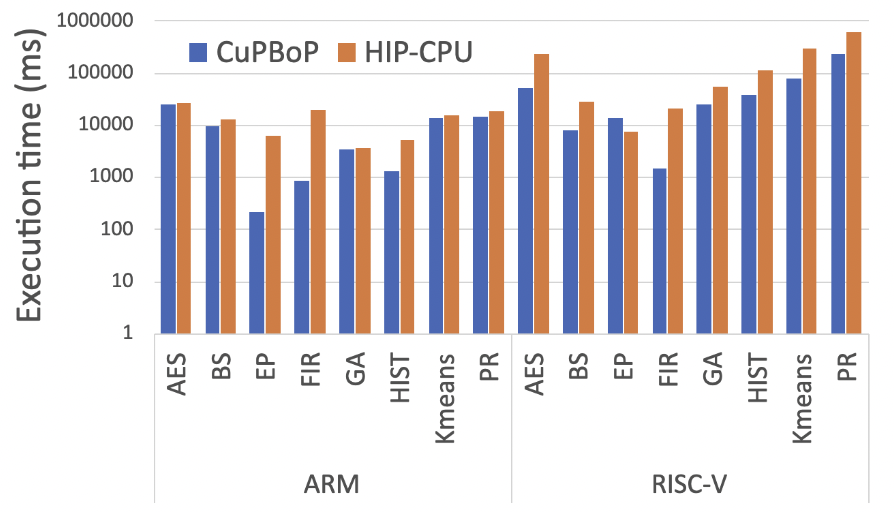 Execution time (ms)
1000000
100000
10000
1000
100
10
1
CuPBoP
HIP-CPU
AES
BS
EP
FIR
GA
HIST
Kmeans
PR
AES
BS
EP
FIR
GA
HIST
Kmeans
PR
ARM
RISC-V